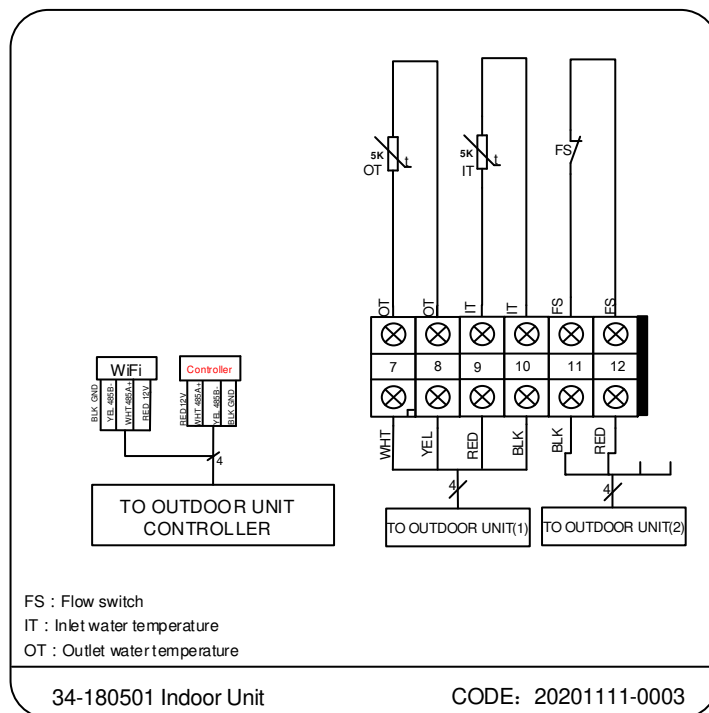 5K
OT
t
5K
IT
t
FS
OT
OT
IT
IT
FS
FS
7
8
9
10
11
12
WHT
YEL
RED
BLK
BLK
RED
4
4
TO OUTDOOR UNIT(1)
TO OUTDOOR UNIT(2)
WiFi
Controller
BLK GND
YEL 485B-
WHT 485A+
RED 12V
RED 12V
WHT 485A+
YEL 485B-
BLK GND
4
TO OUTDOOR UNIT
CONTROLLER
FS : Flow switch
IT : Inlet water temperature
OT : Outlet water temperature
34-180501 Indoor Unit
CODE: 20201111-0003